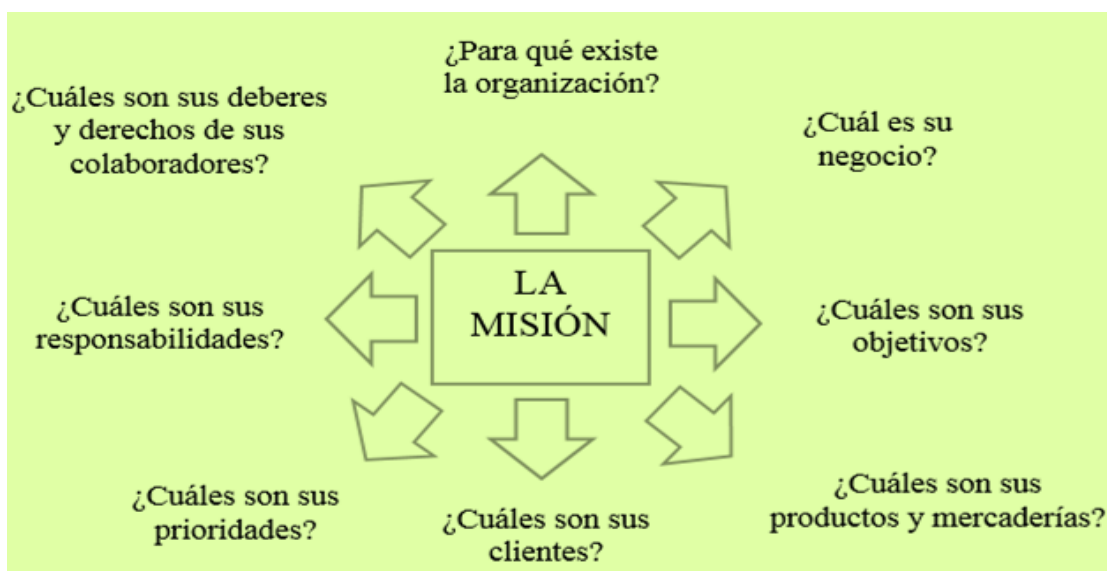 ¿Para qué existe
la organización?
¿Cuáles son sus deberes
y derechos de sus
colaboradores?
¿Cuál es su
negocio?
LA
MISIÓN
¿Cuáles son sus
responsabilidades?
¿Cuáles son sus
objetivos?
¿Cuáles son sus
prioridades?
¿Cuáles son sus
clientes?
¿Cuáles son sus
productos y mercaderías?